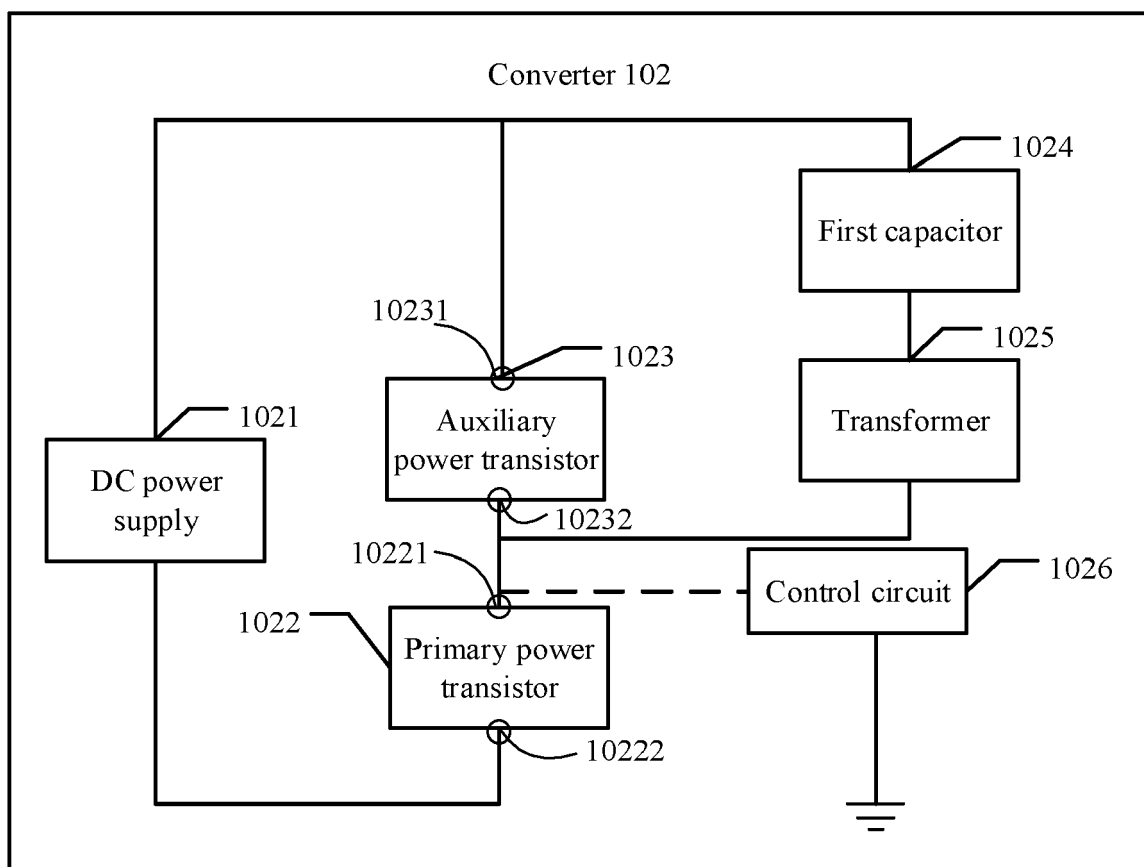 Converter 102
1024
First capacitor
10231
1023
1025
Auxiliary
power transistor
Transformer
1021
DC power
supply
10232
10221
1026
Control circuit
1022
Primary power
transistor
10222